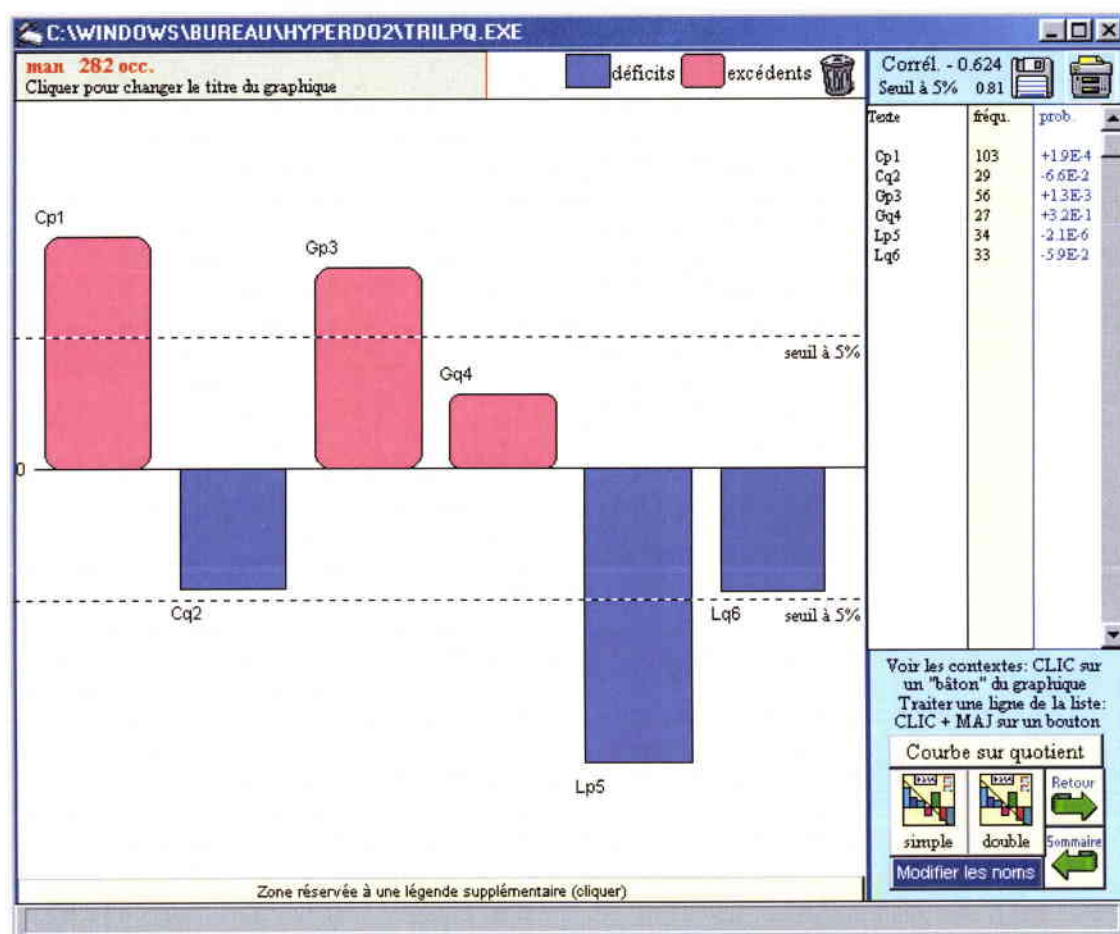 C:\WINDOWS\BUREAU\HYPERDO2\TRILPQ.EXE
man 282 occ.
Cliquer pour changer le titre du graphique
déficits
excédents
Corrél. - 0.624
Seuil à 5% 0.81
Texte fréqu. prob.
Cp1 103 +1.9E-4
Cq2 29 -6.6E-2
Gp3 56 +1.3E-3
Gq4 27 +3.2E-1
Lp5 34 -2.1E-6
Lq6 33 -5.9E-2
Cp1
Gp3
seuil à 5%
Gq4
0
Cq2
Lq6
seuil à 5%
Lp5
Voir les contextes: CLIC sur
un "bâton" du graphique
Traiter une ligne de la liste:
CLIC + MAJ sur un bouton
Courbe sur quotient
simple
double
Retour
Sommaire
Modifier les noms
Zone réservée à une légende supplémentaire (cliquer)